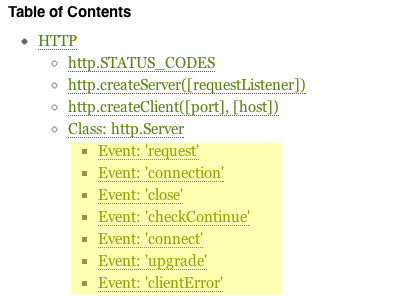 Table of Contents
HTTP
http.STATUS_CODES
http.createServer([requestListener])
http.createClient([port], [host])
Class: http.Server
Event: 'request'
Event: 'connection'
Event: 'close'
Event: 'checkContinue'
Event: 'connect'
Event: 'upgrade'
Event: 'clientError'